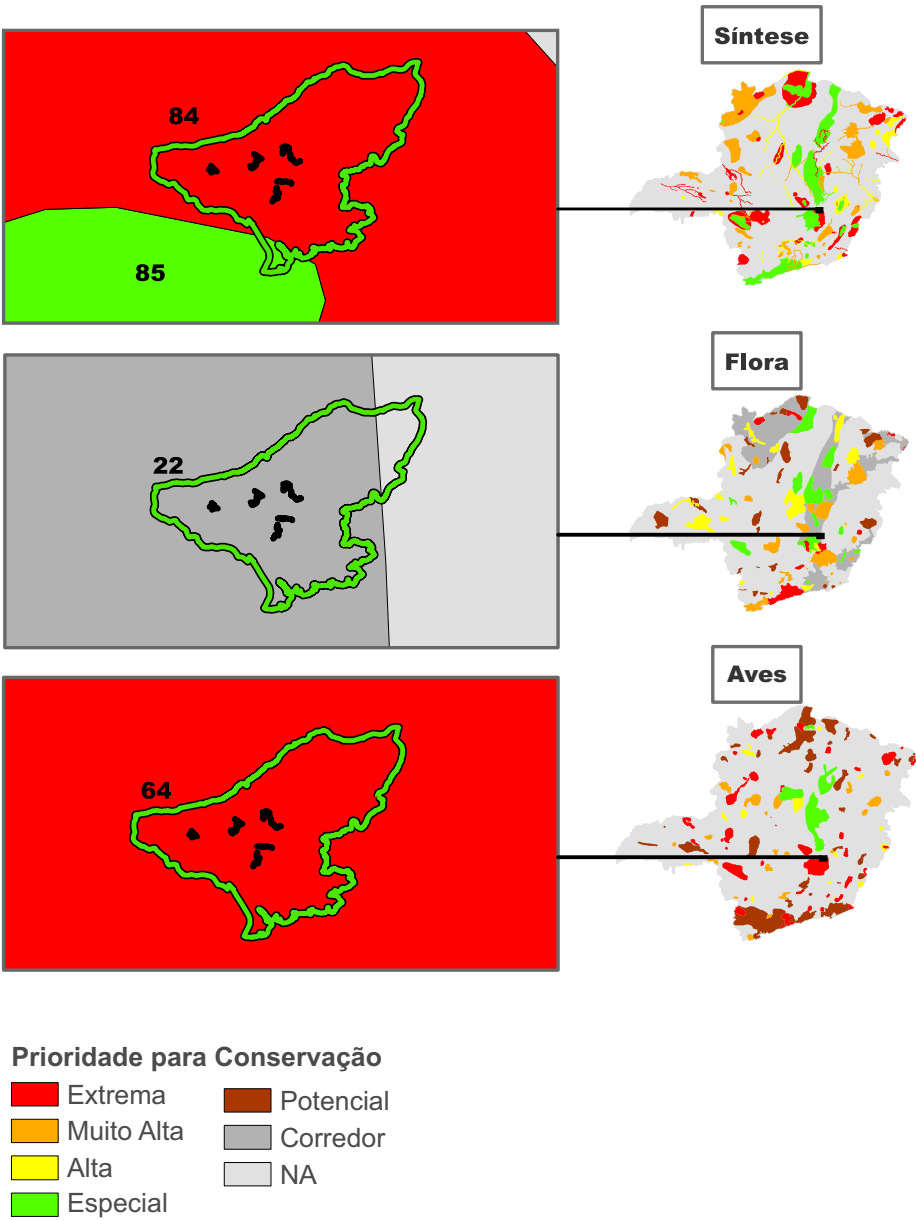 Síntese
84
85
Flora
22
Aves
64
Prioridade para Conservação
Extrema
Muito Alta
Alta
Especial
Potencial
Corredor
NA